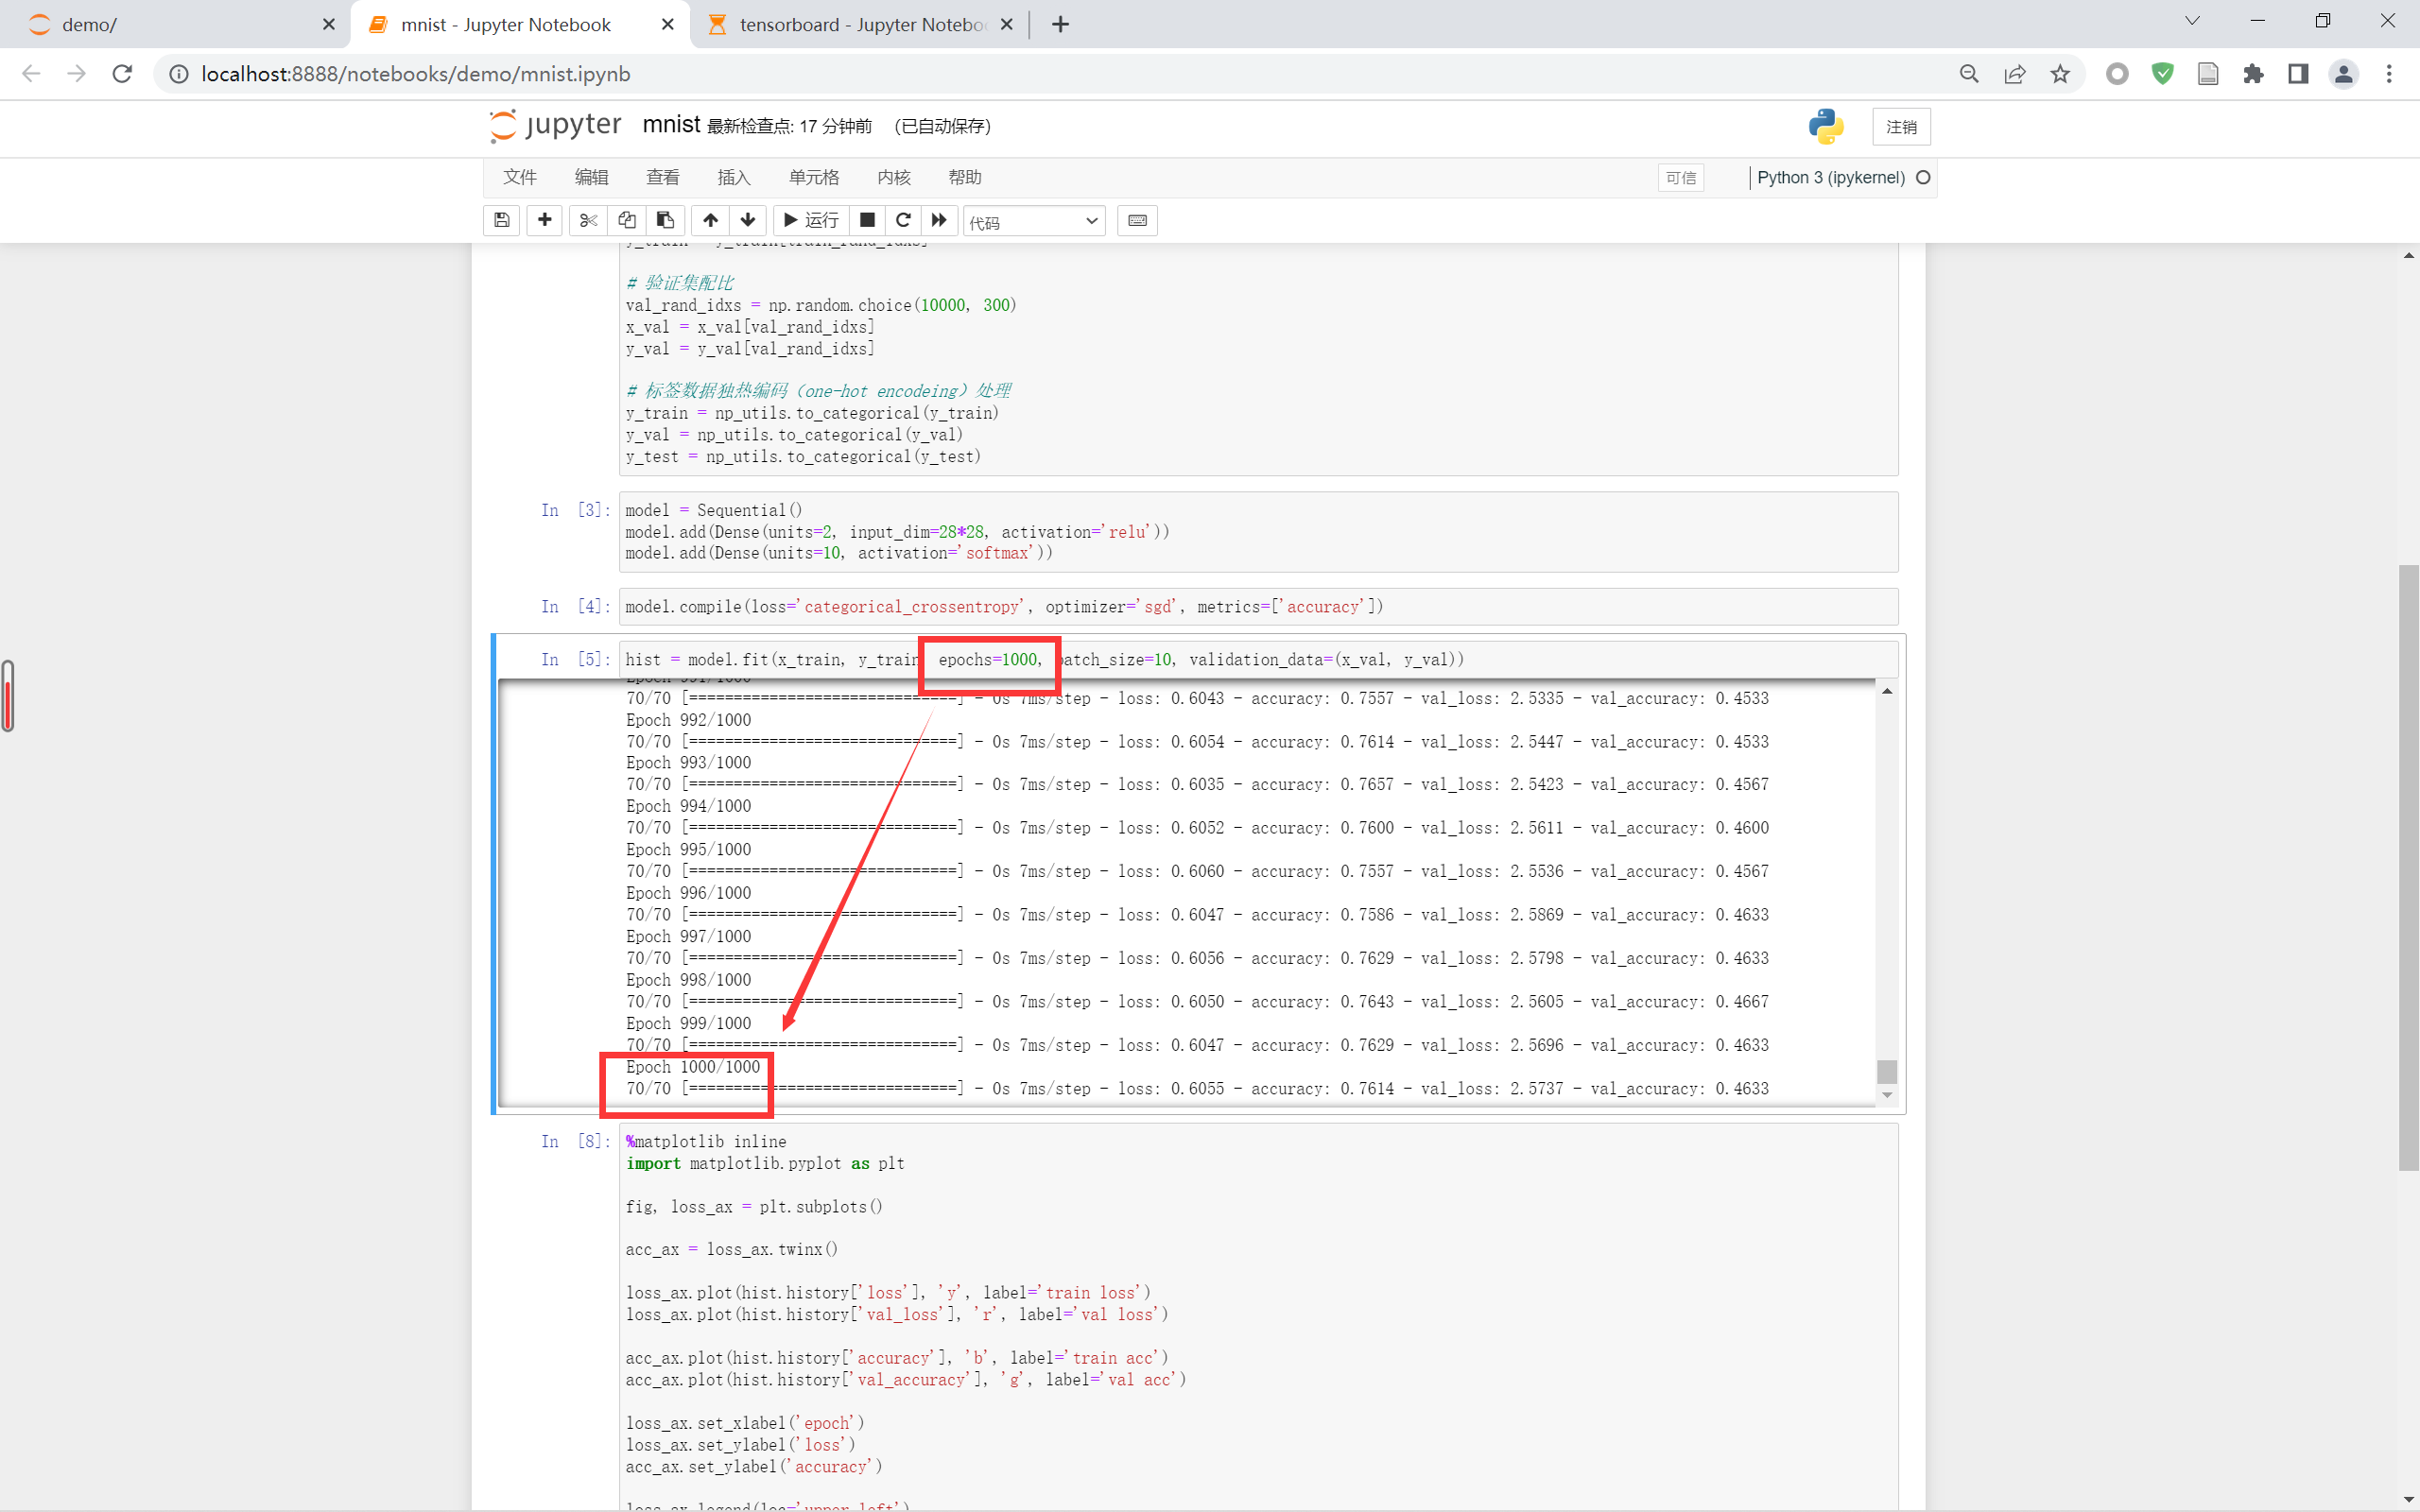 demo/
mnist - Jupyter Notebook
tensorboard - Jupyter Notebo
localhost:8888/notebooks/demo/mnist.ipynb
jupyter mnist 最新检查点: 17 分钟前 (已自动保存)
注销
文件 编辑 查看 插入 单元格 内核 帮助
可信
Python 3 (ipykernel)
运行
代码
y_train = y_train[train_rand_idxs]
# 验证集配比
val_rand_idxs = np.random.choice(10000, 300)
x_val = x_val[val_rand_idxs]
y_val = y_val[val_rand_idxs]
# 标签数据独热编码（one-hot encodeing）处理
y_train = np_utils.to_categorical(y_train)
y_val = np_utils.to_categorical(y_val)
y_test = np_utils.to_categorical(y_test)
In [3]: model = Sequential()
model.add(Dense(units=2, input_dim=28*28, activation='relu'))
model.add(Dense(units=10, activation='softmax'))
In [4]: model.compile(loss='categorical_crossentropy', optimizer='sgd', metrics=['accuracy'])
In [5]: hist = model.fit(x_train, y_train epochs=1000, batch_size=10, validation_data=(x_val, y_val))
Epoch 991/1000
70/70 [==============================] - 0s 7ms/step - loss: 0.6043 - accuracy: 0.7557 - val_loss: 2.5335 - val_accuracy: 0.4533
Epoch 992/1000
70/70 [==============================] - 0s 7ms/step - loss: 0.6054 - accuracy: 0.7614 - val_loss: 2.5447 - val_accuracy: 0.4533
Epoch 993/1000
70/70 [==============================] - 0s 7ms/step - loss: 0.6035 - accuracy: 0.7657 - val_loss: 2.5423 - val_accuracy: 0.4567
Epoch 994/1000
70/70 [==============================] - 0s 7ms/step - loss: 0.6052 - accuracy: 0.7600 - val_loss: 2.5611 - val_accuracy: 0.4600
Epoch 995/1000
70/70 [==============================] - 0s 7ms/step - loss: 0.6060 - accuracy: 0.7557 - val_loss: 2.5536 - val_accuracy: 0.4567
Epoch 996/1000
70/70 [==============================] - 0s 7ms/step - loss: 0.6047 - accuracy: 0.7586 - val_loss: 2.5869 - val_accuracy: 0.4633
Epoch 997/1000
70/70 [==============================] - 0s 7ms/step - loss: 0.6056 - accuracy: 0.7629 - val_loss: 2.5798 - val_accuracy: 0.4633
Epoch 998/1000
70/70 [==============================] - 0s 7ms/step - loss: 0.6050 - accuracy: 0.7643 - val_loss: 2.5605 - val_accuracy: 0.4667
Epoch 999/1000
70/70 [==============================] - 0s 7ms/step - loss: 0.6047 - accuracy: 0.7629 - val_loss: 2.5696 - val_accuracy: 0.4633
Epoch 1000/1000
70/70 [==============================] - 0s 7ms/step - loss: 0.6055 - accuracy: 0.7614 - val_loss: 2.5737 - val_accuracy: 0.4633
In [8]: %matplotlib inline
import matplotlib.pyplot as plt
fig, loss_ax = plt.subplots()
acc_ax = loss_ax.twinx()
loss_ax.plot(hist.history['loss'], 'y', label='train loss')
loss_ax.plot(hist.history['val_loss'], 'r', label='val loss')
acc_ax.plot(hist.history['accuracy'], 'b', label='train acc')
acc_ax.plot(hist.history['val_accuracy'], 'g', label='val acc')
loss_ax.set_xlabel('epoch')
loss_ax.set_ylabel('loss')
acc_ax.set_ylabel('accuracy')
loss_ax.legend(loc='upper left')